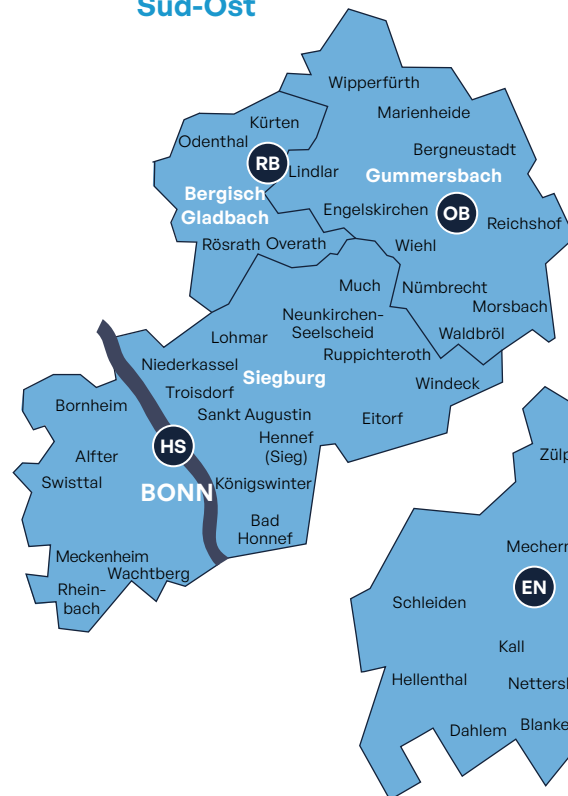 Süd-Ost
Wipperfürth
Marienheide
Kürten
Odenthal
Bergneustadt
RB
Lindlar
Gummersbach
Bergisch
Gladbach
Engelskirchen
OB
Reichshof
Rösrath
Overath
Wiehl
Much
Nümbrecht
Morsbach
Neunkirchen-
Seelscheid
Waldbröl
Lohmar
Ruppichteroth
Niederkassel
Siegburg
Windeck
Troisdorf
Bornheim
Sankt Augustin
Eitorf
Hennef
(Sieg)
HS
Alfter
Swisttal
BONN
Königswinter
Bad
Honnef
Meckenheim
Wachtberg
Rhein-
bach
Zülp
Mechern
EN
Schleiden
Kall
Hellenthal
Nettersh
Dahlem
Blanke